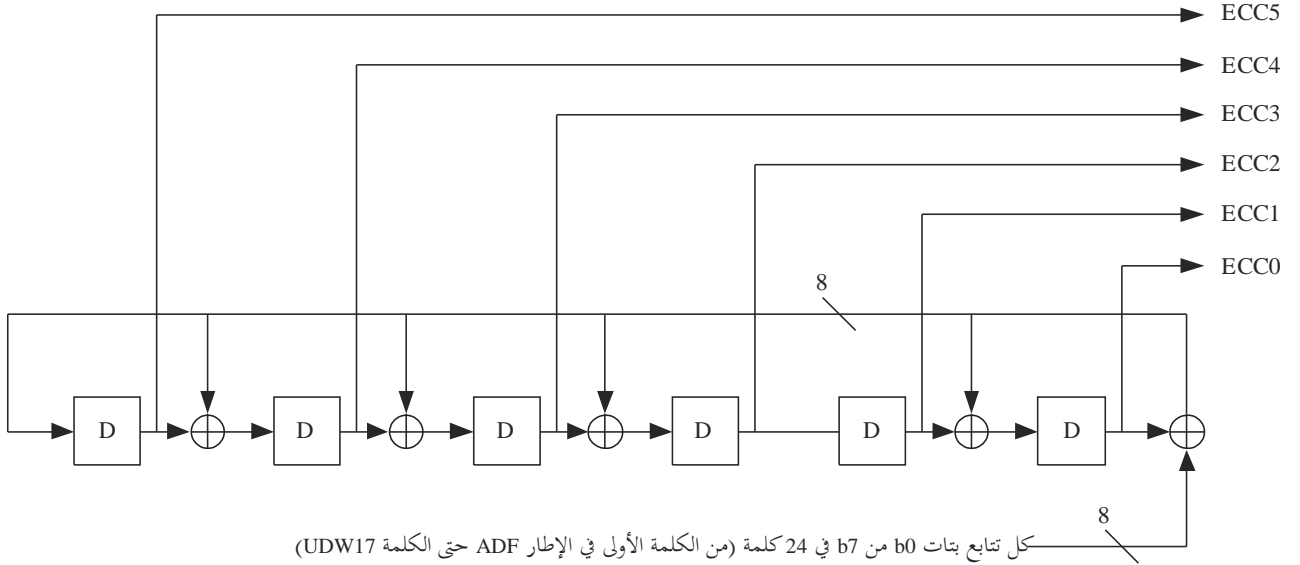 ECC5
ECC4
ECC3
ECC2
ECC1
ECC0
8
D D D D D D
8
كل تتابع بتات b0 من b7 في 24 كلمة (من الكلمة الأولى في الإطار ADF حتى الكلمة UDW17)